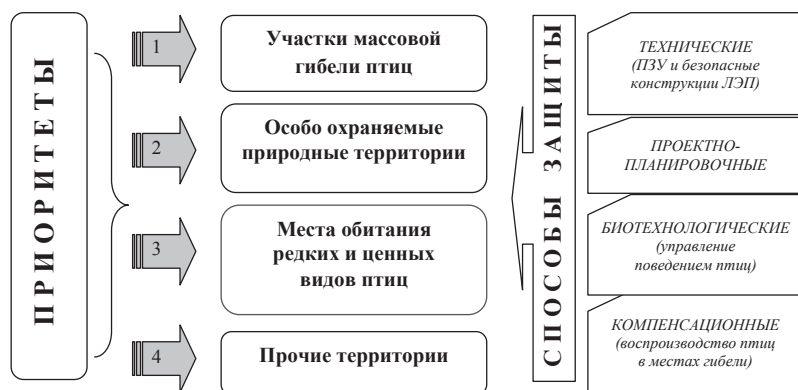 ПРИОРИТЕТЫ
1
Участки массовой
гибели птиц
2
Особо охраняемые
природные территории
3
Места обитания
редких и ценных
видов птиц
4
Прочие территории
СПОСОБЫ ЗАЩИТЫ
ТЕХНИЧЕСКИЕ
(ПЗУ и безопасные
конструкции ЛЭП)
ПРОЕКТНО-
ПЛАНИРОВОЧНЫЕ
БИОТЕХНОЛОГИЧЕСКИЕ
(управление
поведением птиц)
КОМПЕНСАЦИОННЫЕ
(воспроизводство птиц
в местах гибели)